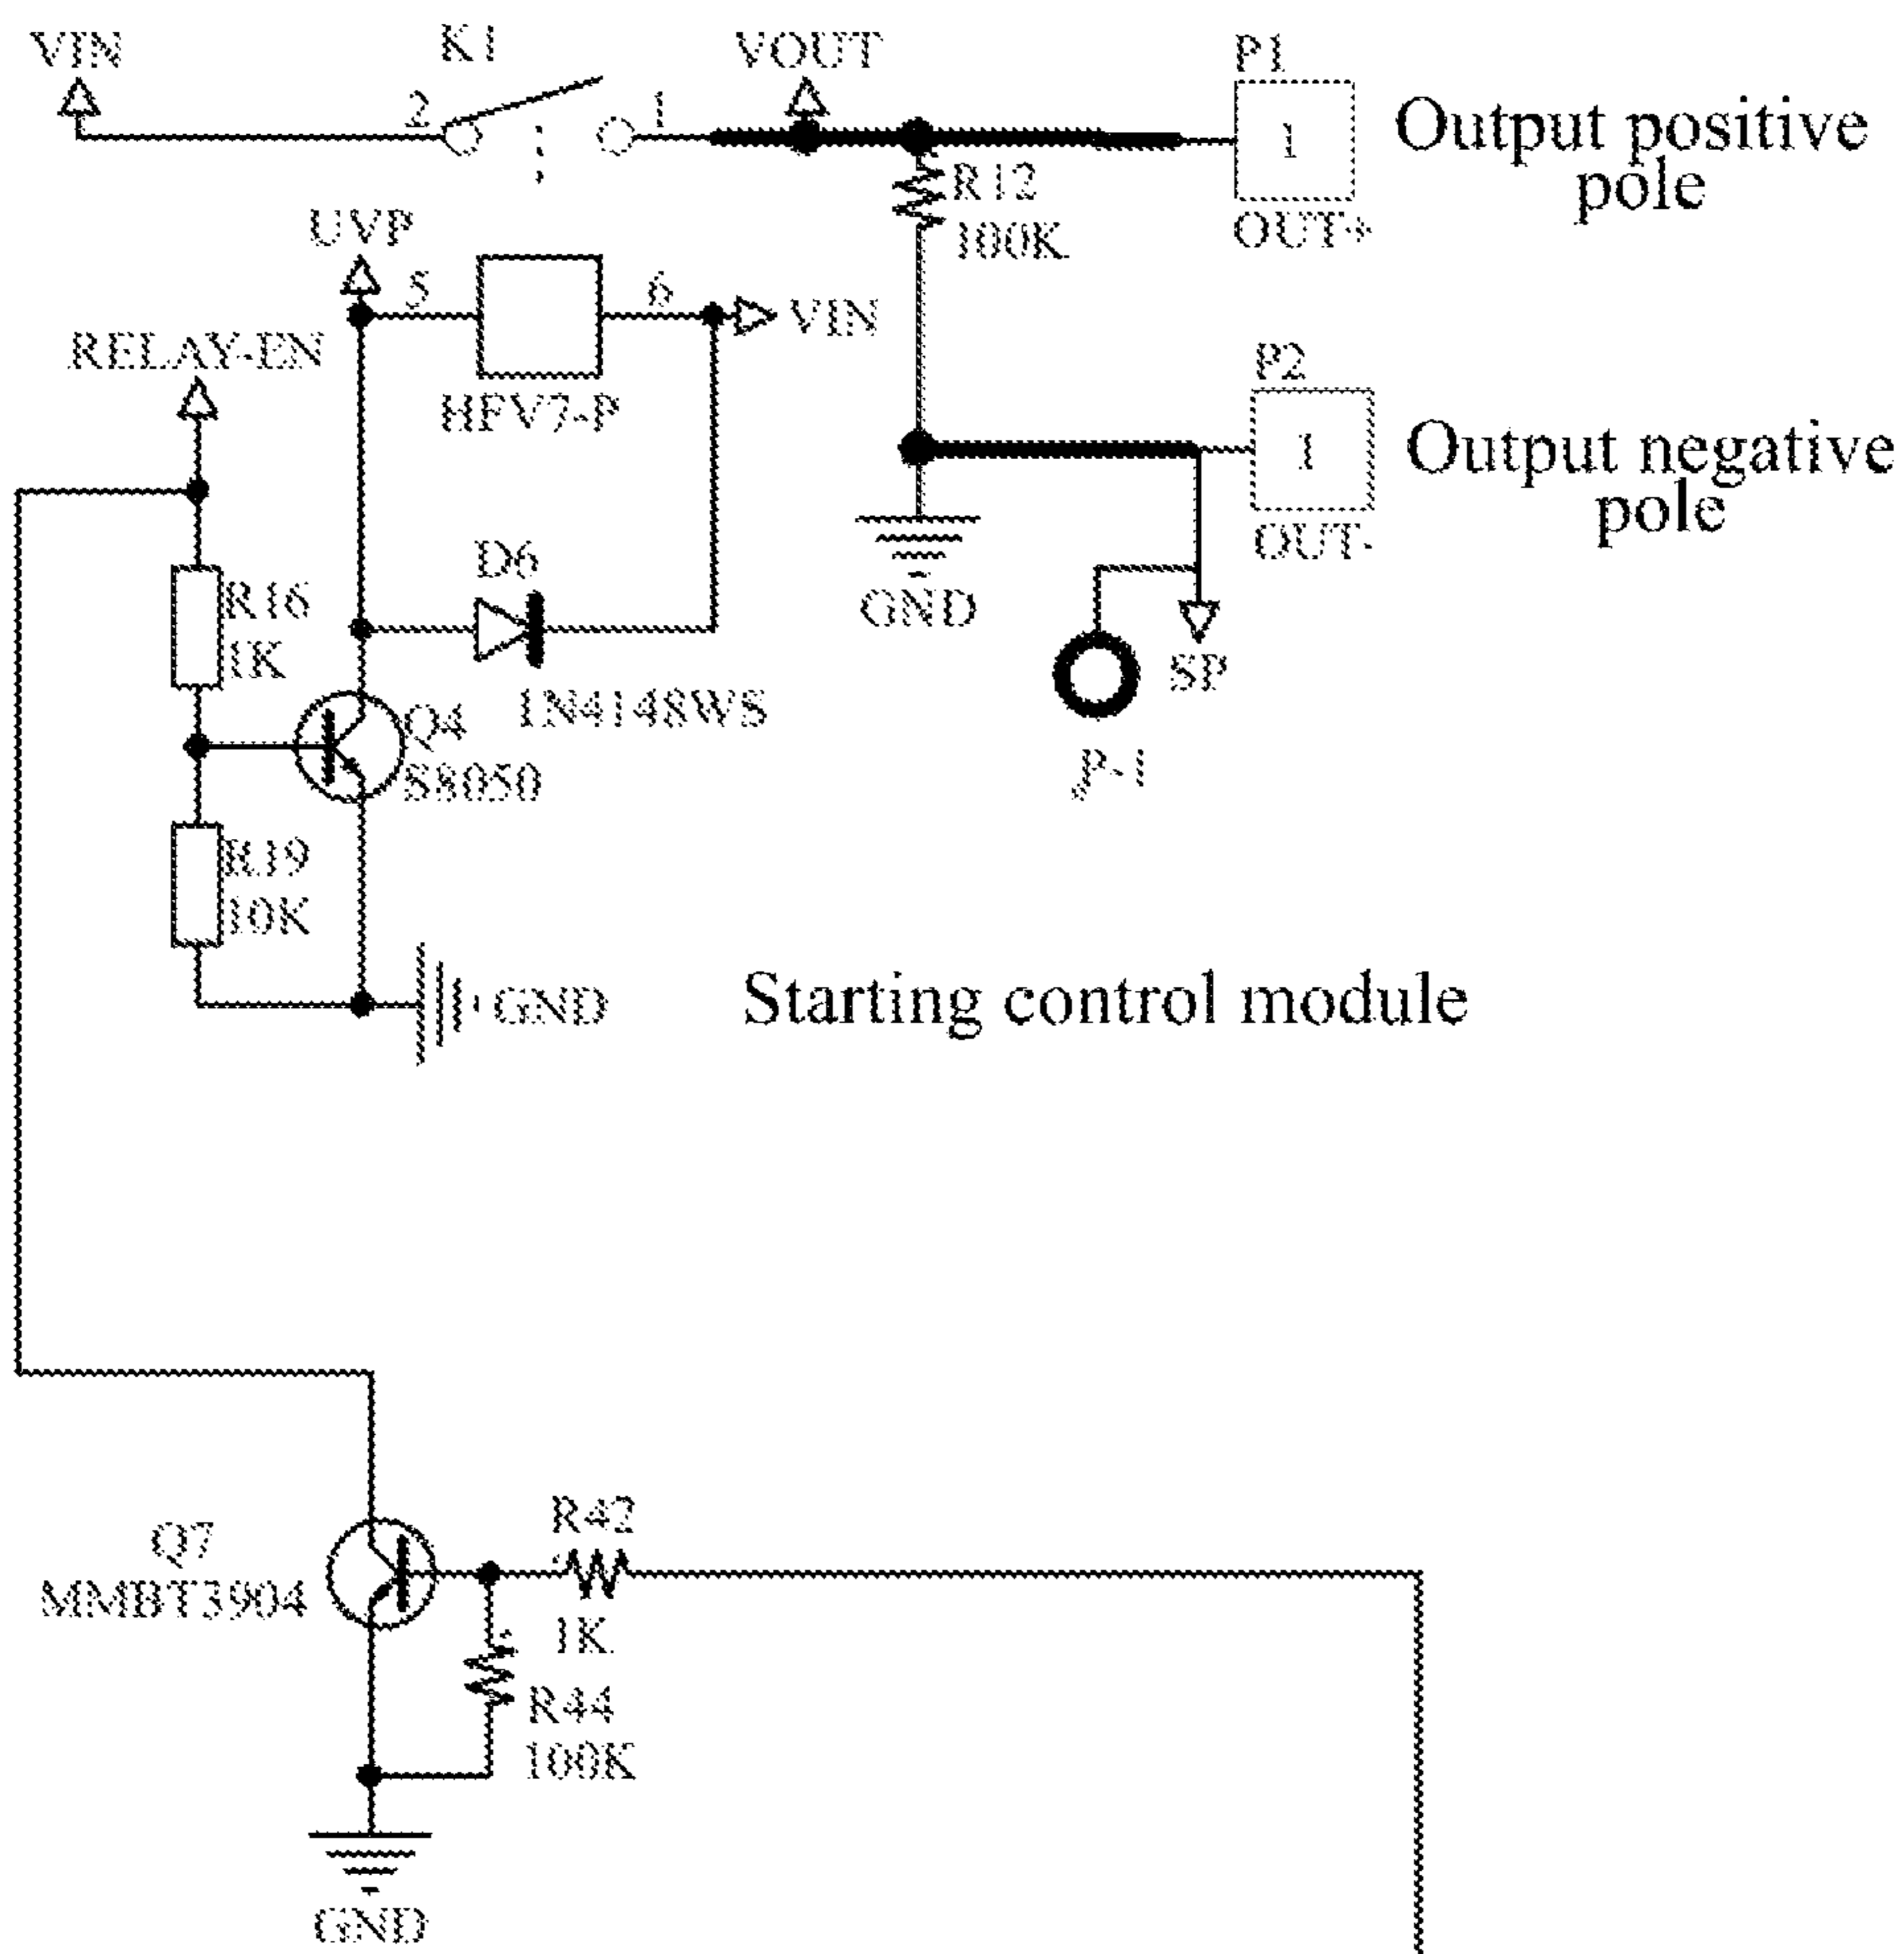 VIN
K1
VOUT
P1
2
1
1
Output positive
pole
R12
100K
OUT+
UVP
5
6
VIN
RELAY-EN
HFV7-P
P2
1
Output negative
pole
OUT-
D6
GND
R16
1K
SP
1N4148WS
Q4
S8050
P-1
R19
10K
GND
Starting control module
R42
Q7
MMBT3904
1K
R44
100K
GND